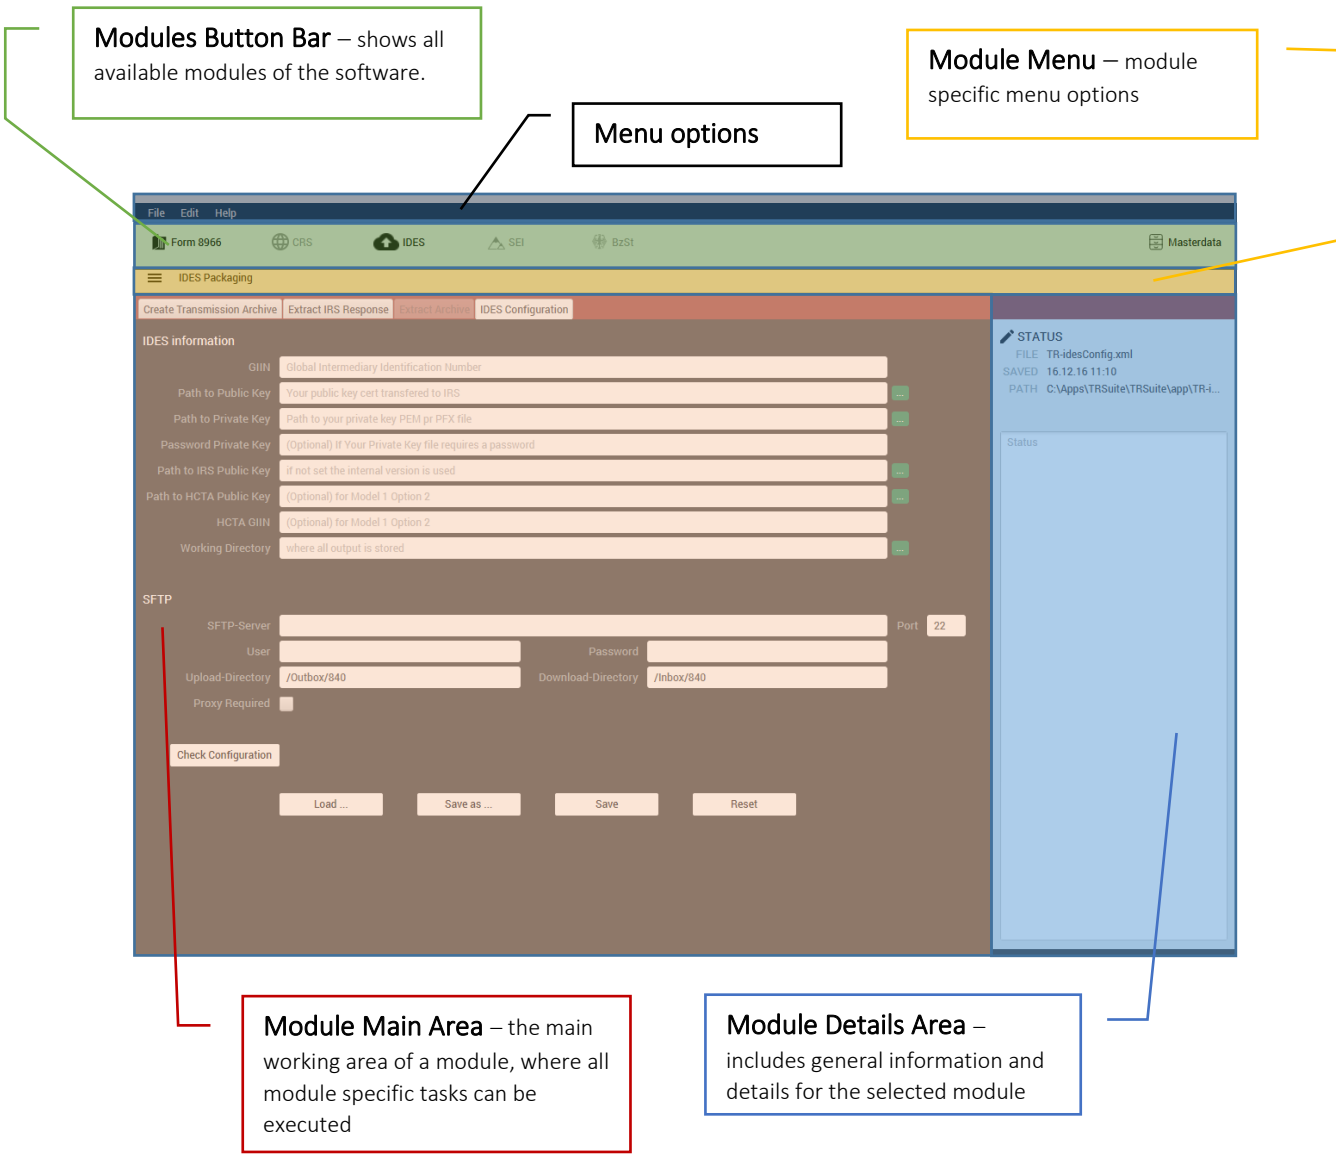 Modules Button Bar – shows all
available modules of the software.
Module Menu – module
specific menu options
Menu options
File Edit Help
Form 8966 CRS IDES SEI BzSt Masterdata
IDES Packaging
Create Transmission Archive Extract IRS Response Extract Archive IDES Configuration
IDES information
GIIN Global Intermediary Identification Number
Path to Public Key Your public key cert transfered to IRS ...
Path to Private Key Path to your private key PEM pr PFX file ...
Password Private Key (Optional) If Your Private Key file requires a password
Path to IRS Public Key if not set the internal version is used ...
Path to HCTA Public Key (Optional) for Model 1 Option 2 ...
HCTA GIIN (Optional) for Model 1 Option 2
Working Directory where all output is stored ...
SFTP
SFTP-Server Port 22
User Password
Upload-Directory /Outbox/840 Download-Directory /Inbox/840
Proxy Required
Check Configuration
Load ... Save as ... Save Reset
STATUS
FILE TR-idesConfig.xml
SAVED 16.12.16 11:10
PATH C:\Apps\TRSuite\TRSuite\app\TR-i...
Status
Module Main Area – the main
working area of a module, where all
module specific tasks can be
executed
Module Details Area –
includes general information and
details for the selected module